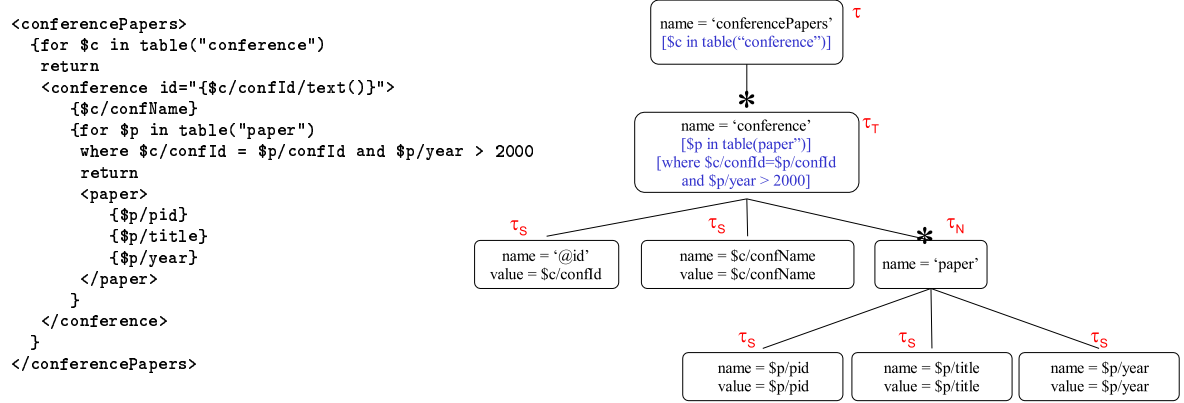 <conferencePapers>
{for $c in table("conference")
return
<conference id="{$c/confId/text()}">
{$c/confName}
{for $p in table("paper")
where $c/confId = $p/confId and $p/year > 2000
return
<paper>
{$p/pid}
{$p/title}
{$p/year}
</paper>
}
</conference>
}
</conferencePapers>
name = ‘conferencePapers’
[$c in table(“conference”)]
τ
*
name = ‘conference’
[$p in table(paper”)]
[where $c/confId=$p/confId
and $p/year > 2000]
τT
τS
name = ‘@id’
value = $c/confId
τS
name = $c/confName
value = $c/confName
*
τN
name = ‘paper’
τS
name = $p/pid
value = $p/pid
τS
name = $p/title
value = $p/title
τS
name = $p/year
value = $p/year